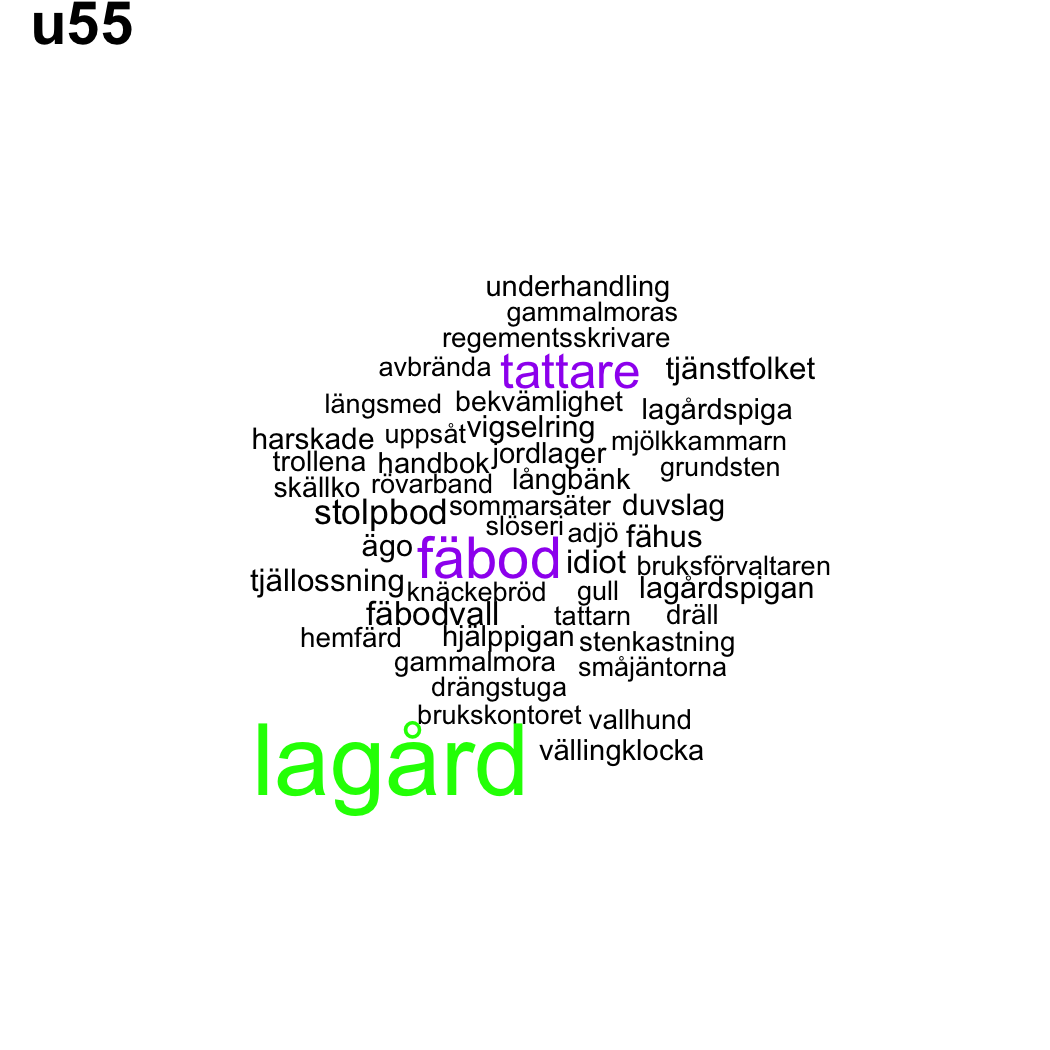 u55
underhandling
gammalmoras
regementsskrivare
avbrända tattare tjänstfolket
längsmed bekvämlighet lagårdspiga
harskade uppsåt vigselring mjölkkammarn
trollena handbok jordlager grundsten
skällko rövarband långbänk
stolpbod sommarsäter duvslag
slöseri adjö fähus
ägo fäbod idiot bruksförvaltaren
tjällossning knäckebröd gull lagårdspigan
fäbodvall tattarn dräll
hemfärd hjälppigan stenkastning
gammalmora småjäntorna
drängstuga
brukskontoret vallhund
lagård vällingklocka